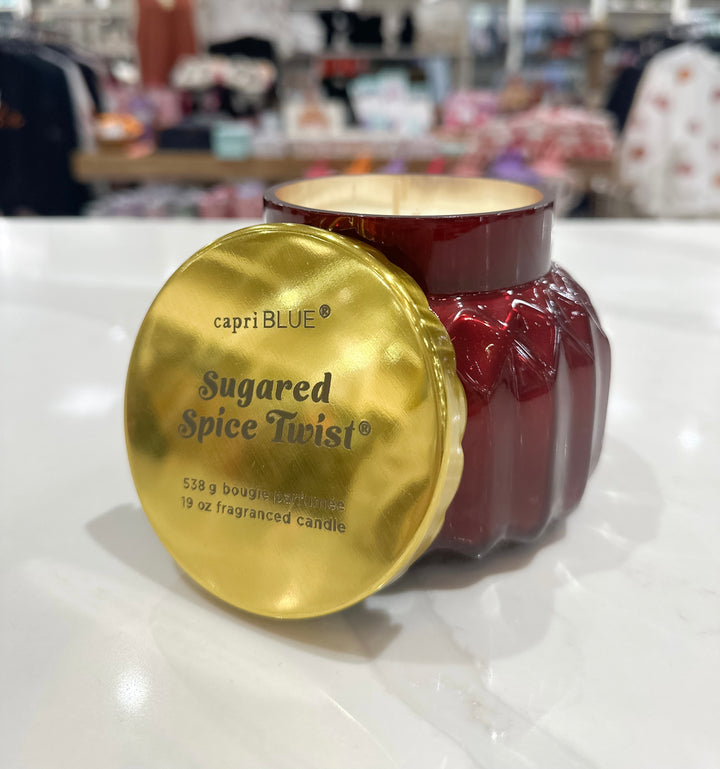 capri BLUE®
Sugared
Spice Twist®
538 g bougie parfumée
19 oz fragranced candle